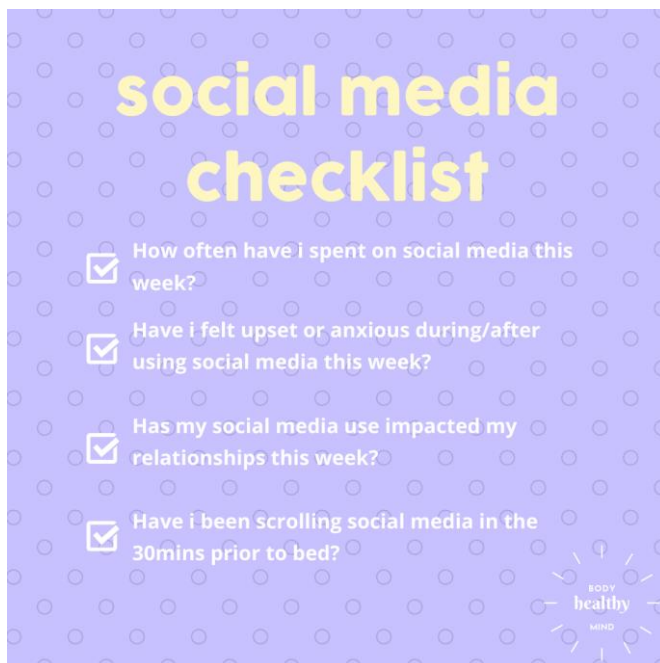 social media
checklist
How often have i spent on social media this
week?
Have i felt upset or anxious during/after
using social media this week?
Has my social media use impacted my
relationships this week?
Have i been scrolling social media in the
30mins prior to bed?
BODY
healthy
MIND